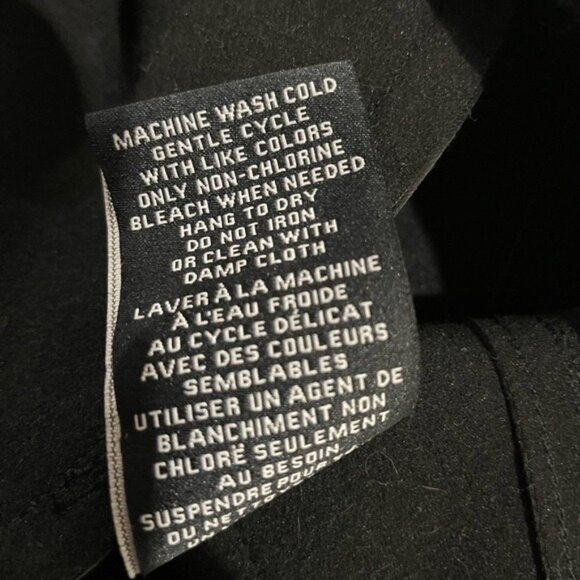 MACHINE WASH COLD
GENTLE CYCLE
WITH LIKE COLORS
ONLY NON-CHLORINE
BLEACH WHEN NEEDED
HANG TO DRY
DO NOT IRON
OR CLEAN WITH
DAMP CLOTH
LAVER À LA MACHINE
À L'EAU FROIDE
AU CYCLE DÉLICAT
AVEC DES COULEURS
SEMBLABLES
UTILISER UN AGENT DE
BLANCHIMENT NON
CHLORÉ SEULEMENT
AU BESOIN.
SUSPENDRE POUR
OU